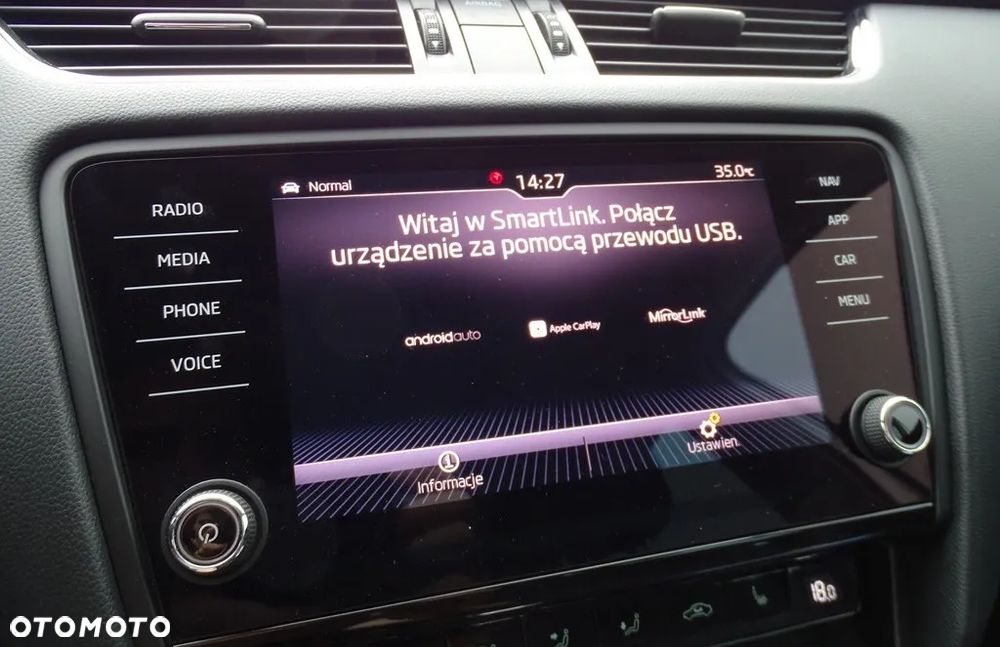 AIRBAG
Normal
14:27
35.0°C
RADIO
MEDIA
PHONE
VOICE
Witaj w SmartLink. Połącz
urządzenie za pomocą przewodu USB.
androidauto
Apple CarPlay
MirrorLink
Informacje
Ustawien.
NAV
APP
CAR
MENU
18.0
OTOMOTO